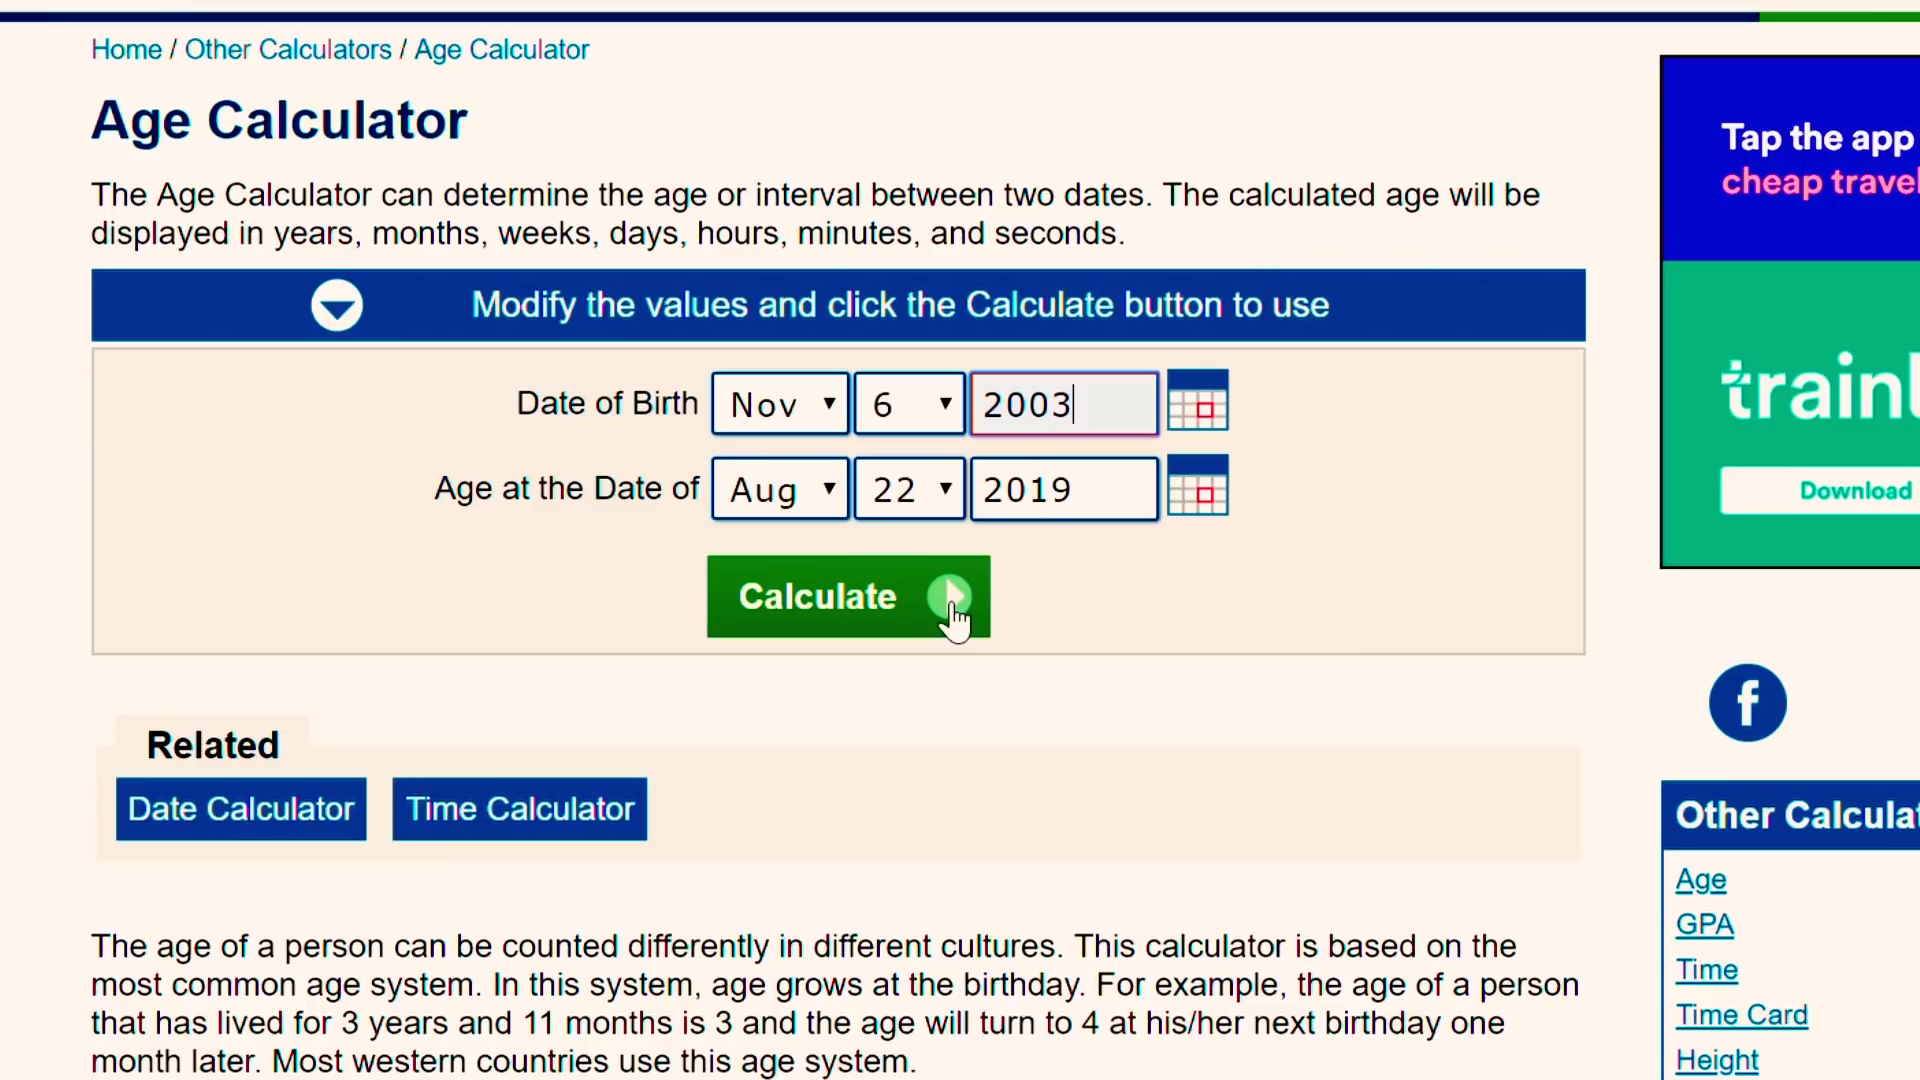 Home / Other Calculators / Age Calculator
Age Calculator
The Age Calculator can determine the age or interval between two dates. The calculated age will be
displayed in years, months, weeks, days, hours, minutes, and seconds.
Modify the values and click the Calculate button to use
Date of Birth Nov 6 2003
Age at the Date of Aug 22 2019
Calculate
Related
Date Calculator Time Calculator
The age of a person can be counted differently in different cultures. This calculator is based on the
most common age system. In this system, age grows at the birthday. For example, the age of a person
that has lived for 3 years and 11 months is 3 and the age will turn to 4 at his/her next birthday one
month later. Most western countries use this age system.
Tap the app
cheap travel
Download
f
Other
Age
GPA
Time
Time Card
Height